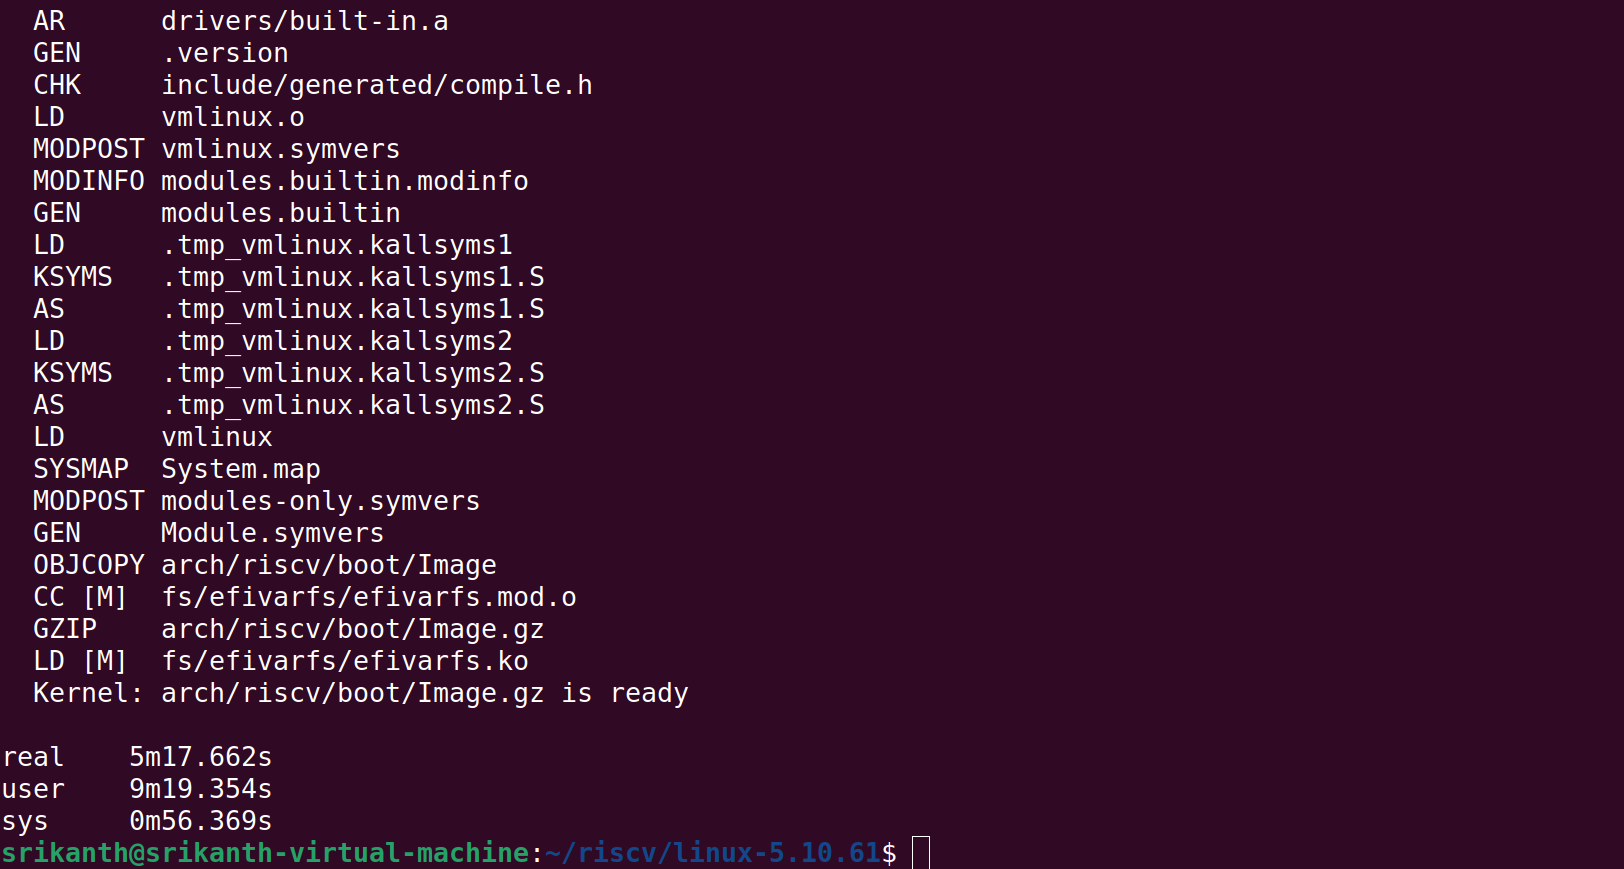 AR      drivers/built-in.a
GEN     .version
CHK     include/generated/compile.h
LD      vmlinux.o
MODPOST vmlinux.symvers
MODINFO modules.builtin.modinfo
GEN     modules.builtin
LD      .tmp_vmlinux.kallsyms1
KSYMS   .tmp_vmlinux.kallsyms1.S
AS      .tmp_vmlinux.kallsyms1.S
LD      .tmp_vmlinux.kallsyms2
KSYMS   .tmp_vmlinux.kallsyms2.S
AS      .tmp_vmlinux.kallsyms2.S
LD      vmlinux
SYSMAP  System.map
MODPOST modules-only.symvers
GEN     Module.symvers
OBJCOPY arch/riscv/boot/Image
CC [M]  fs/efivarfs/efivarfs.mod.o
GZIP    arch/riscv/boot/Image.gz
LD [M]  fs/efivarfs/efivarfs.ko
Kernel: arch/riscv/boot/Image.gz is ready
real    5m17.662s
user    9m19.354s
sys     0m56.369s
srikanth@srikanth-virtual-machine:~/riscv/linux-5.10.61$